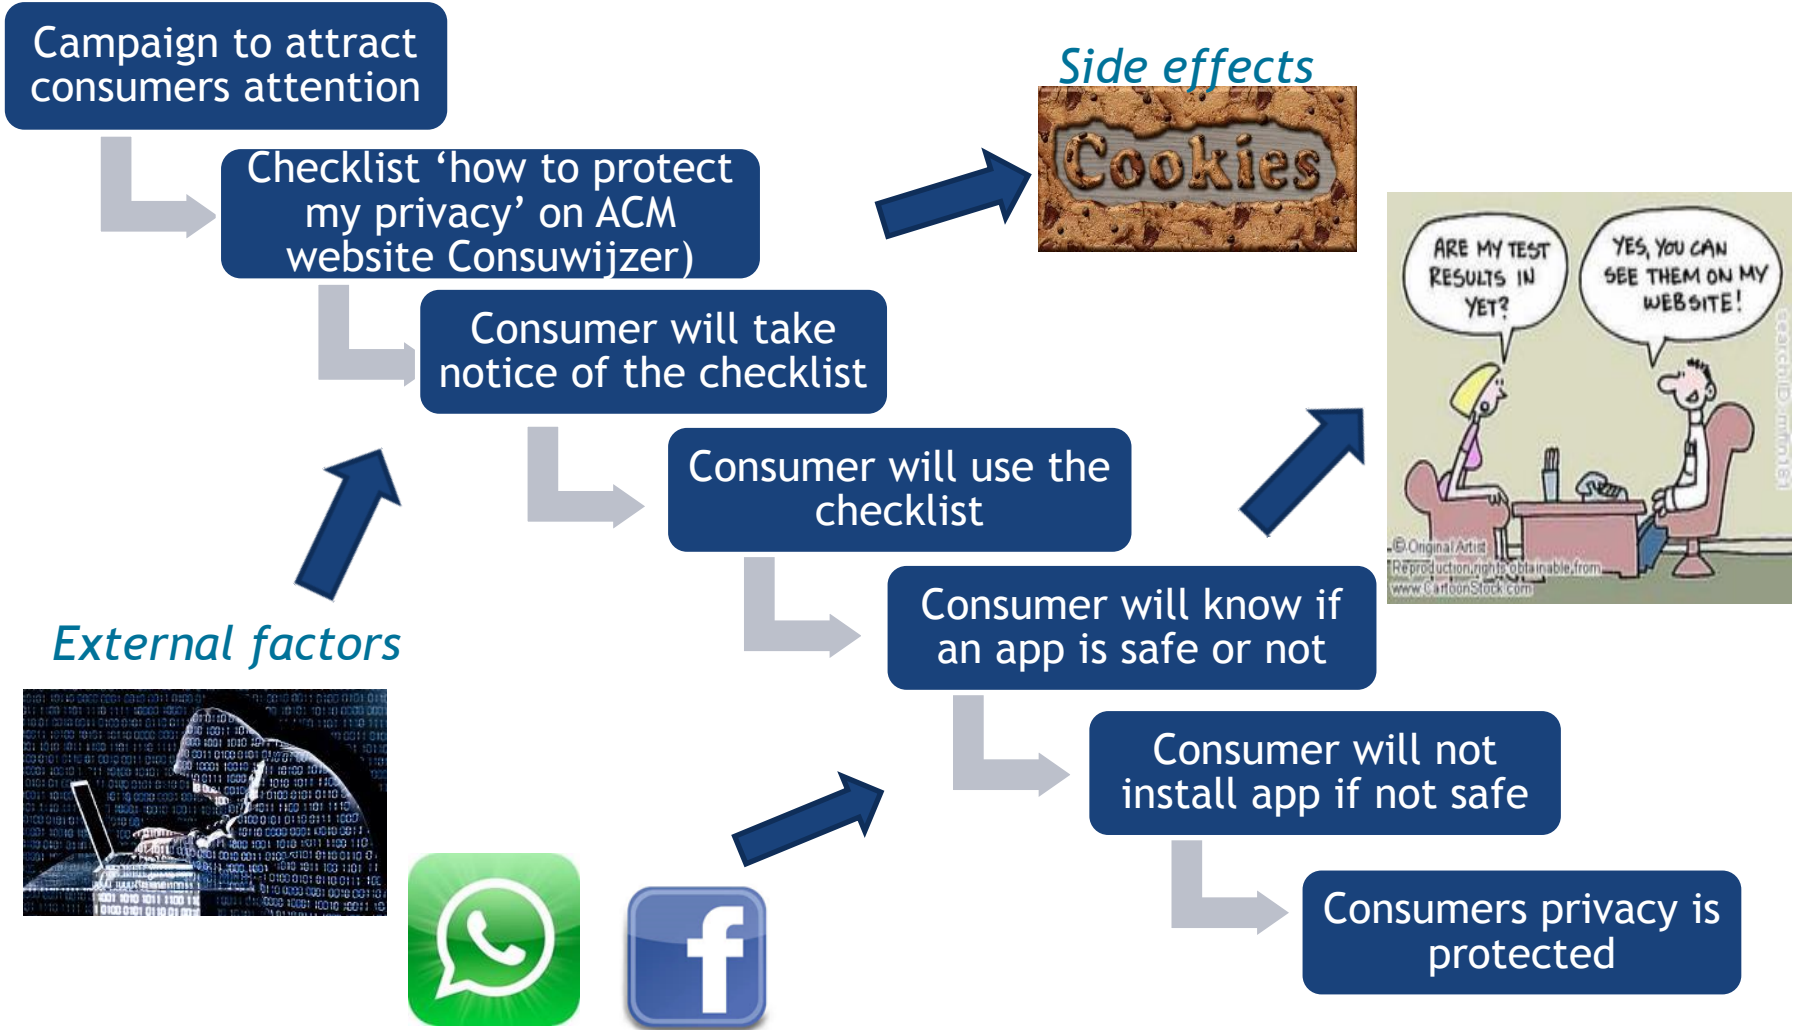 Campaign to attract
consumers attention
Side effects
Cookies
Checklist ‘how to protect
my privacy’ on ACM
website Consuwijzer)
ARE MY TEST
RESULTS IN
YET?
YES, YOU CAN
SEE THEM ON MY
WEBSITE!
Consumer will take
notice of the checklist
Consumer will use the
checklist
© Original Artist
Reproduction rights obtainable from
www.CartoonStock.com
Consumer will know if
an app is safe or not
External factors
Consumer will not
install app if not safe
Consumers privacy is
protected
f